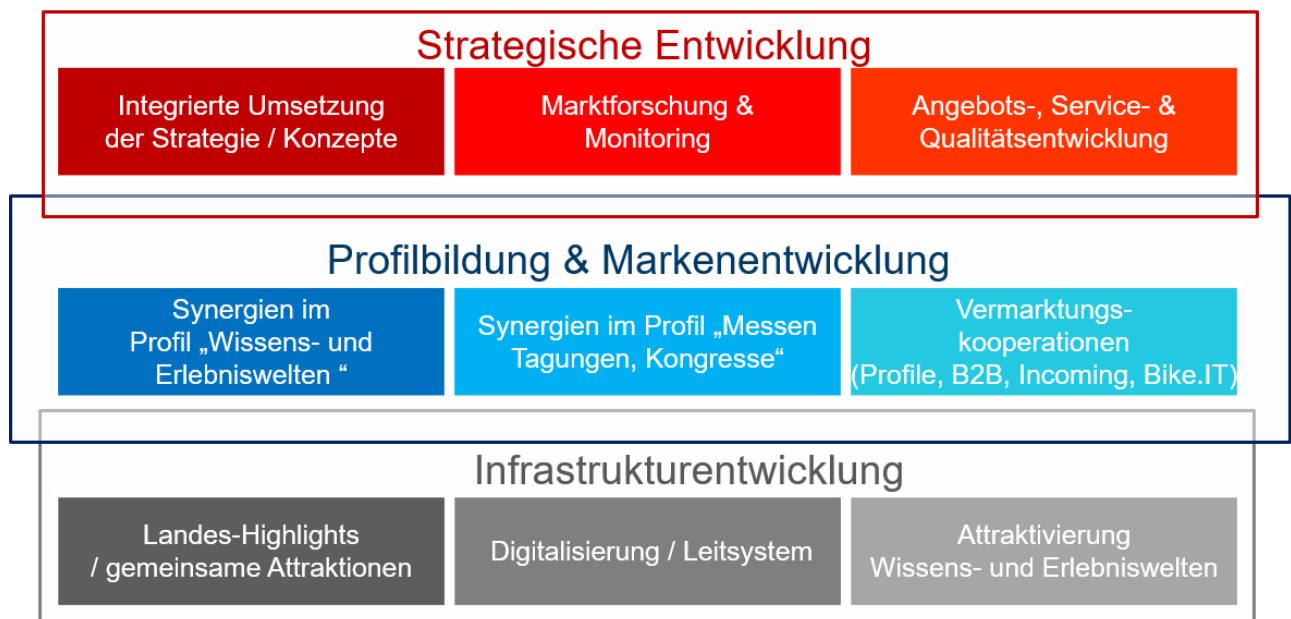 Strategische Entwicklung
Integrierte Umsetzung
der Strategie / Konzepte
Marktforschung &
Monitoring
Angebots-, Service- &
Qualitätsentwicklung
Profilbildung & Markenentwicklung
Synergien im
Profil „Wissens- und
Erlebniswelten “
Synergien im Profil „Messen
Tagungen, Kongresse“
Vermarktungs-
kooperationen
(Profile, B2B, Incoming, Bike.IT)
Infrastrukturentwicklung
Landes-Highlights
/ gemeinsame Attraktionen
Digitalisierung / Leitsystem
Attraktivierung
Wissens- und Erlebniswelten